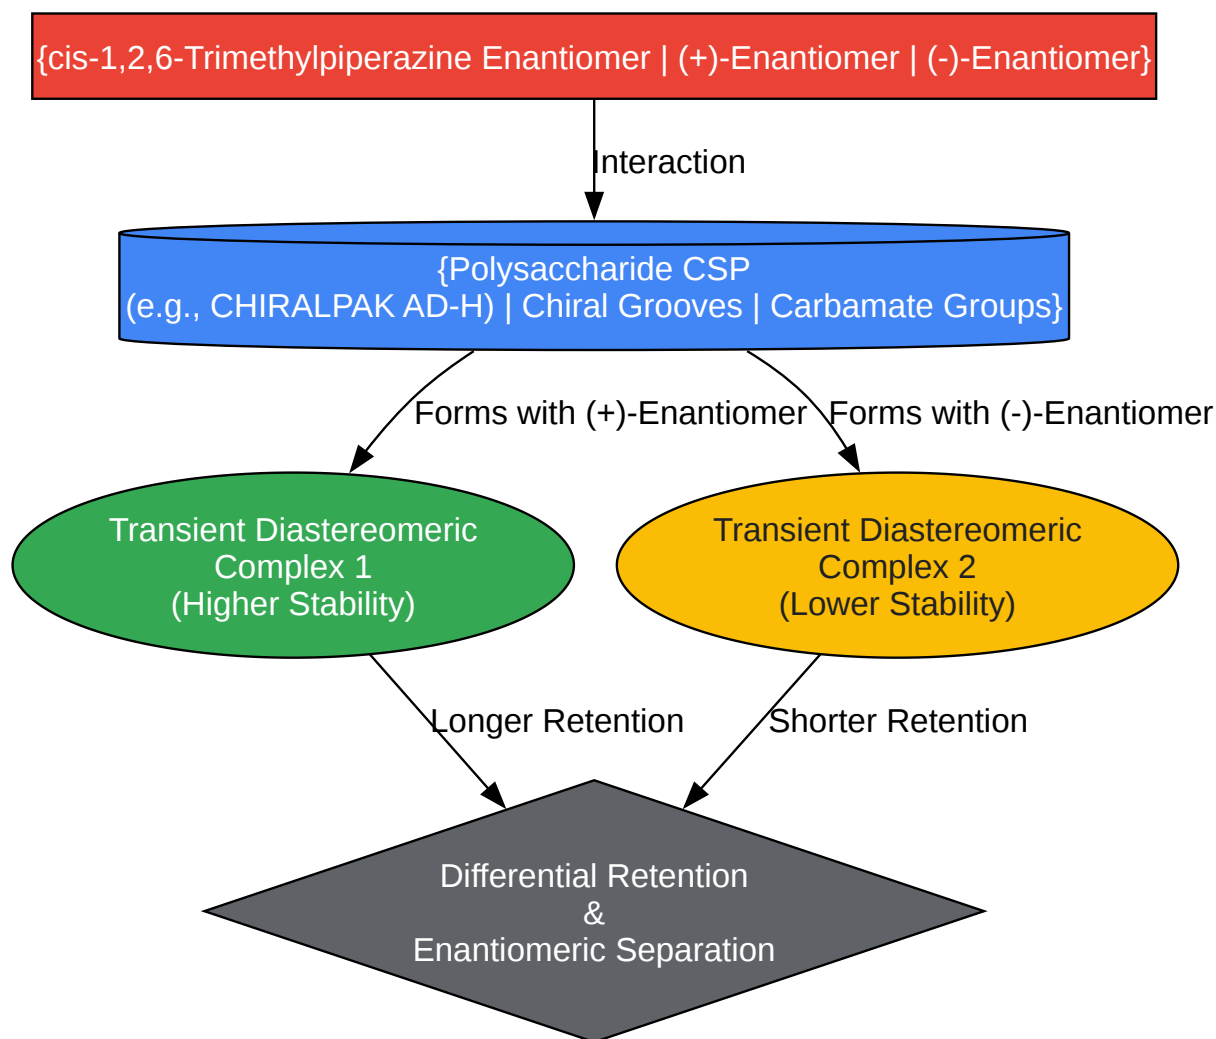 {cis-1,2,6-Trimethylpiperazine Enantiomer | (+)-Enantiomer | (-)-Enantiomer}
Interaction
{Polysaccharide CSP
(e.g., CHIRALPAK AD-H) | Chiral Grooves | Carbamate Groups}
Forms with (+)-Enantiomer
Forms with (-)-Enantiomer
Transient Diastereomeric
Complex 1
(Higher Stability)
Transient Diastereomeric
Complex 2
(Lower Stability)
Longer Retention
Shorter Retention
Differential Retention
&
Enantiomeric Separation